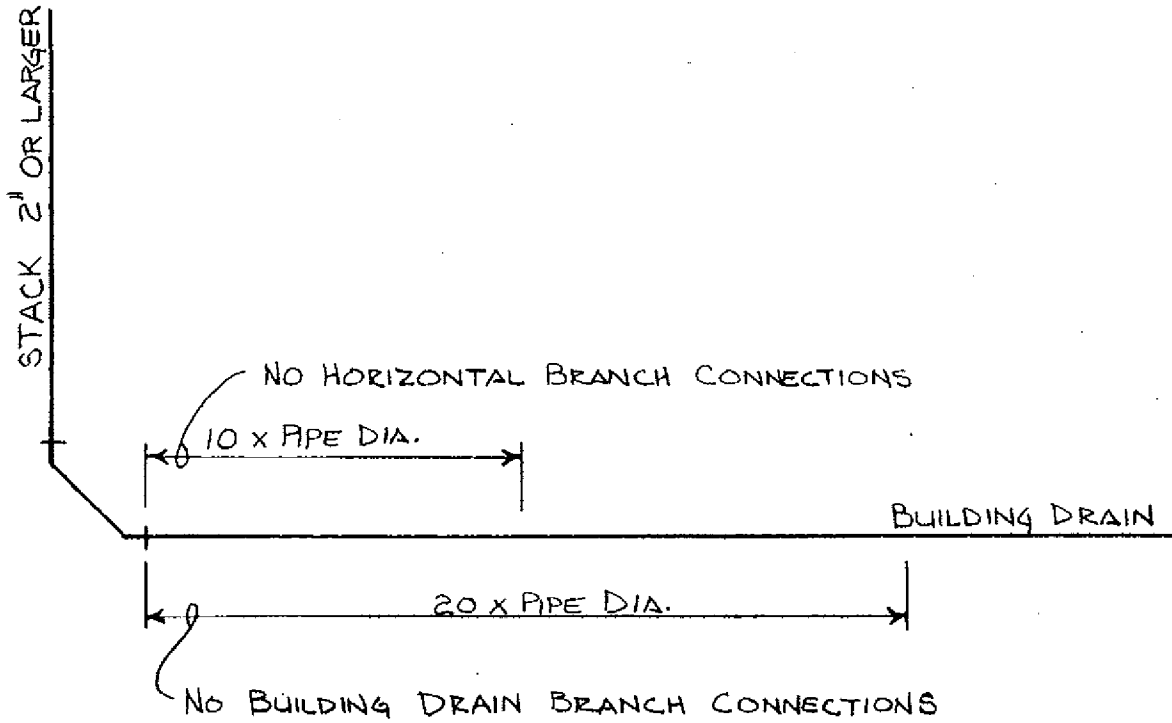 STACK 2" OR LARGER
NO HORIZONTAL BRANCH CONNECTIONS
10 X PIPE DIA.
BUILDING DRAIN
20 X PIPE DIA.
NO BUILDING DRAIN BRANCH CONNECTIONS